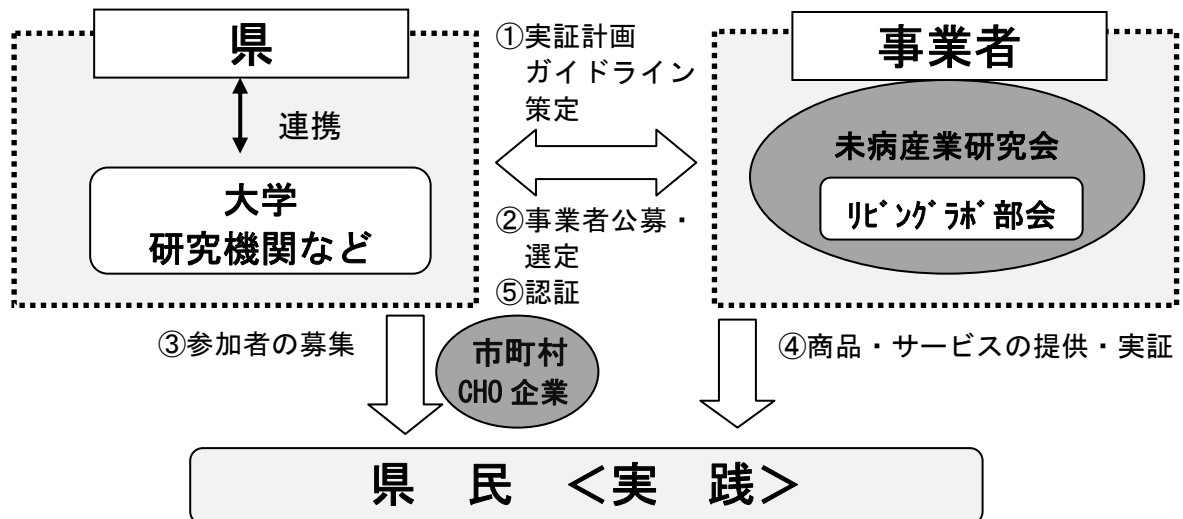 県
連携
大学
研究機関など
①実証計画
ガイドライン
策定
②事業者公募・
選定
⑤認証
事業者
未病産業研究会
ﾘﾋﾞﾝｸﾞﾗﾎﾞ部会
③参加者の募集
市町村
CHO企業
④商品・サービスの提供・実証
県 民 <実 践>